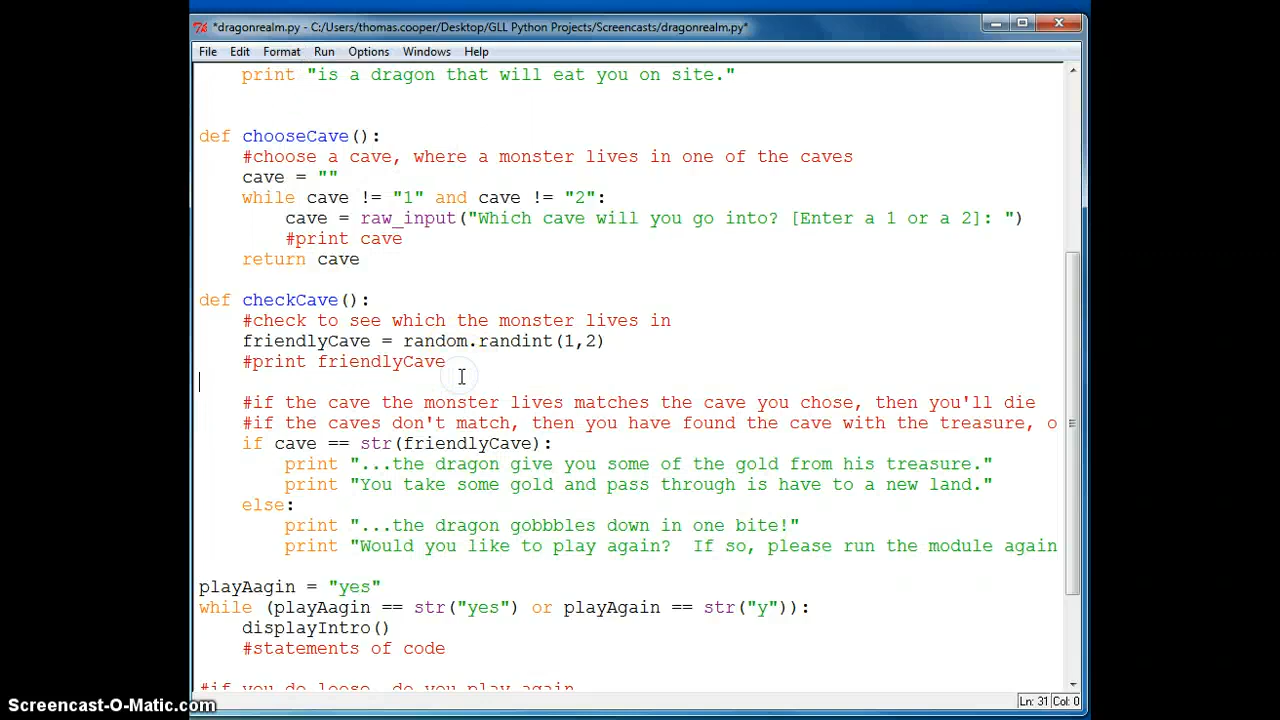 *dragonrealm.py - C:/Users/thomas.cooper/Desktop/GLL Python Projects/Screencasts/dragonrealm.py*
File Edit Format Run Options Windows Help
print "is a dragon that will eat you on site."
def chooseCave():
#choose a cave, where a monster lives in one of the caves
cave = ""
while cave != "1" and cave != "2":
cave = raw_input("Which cave will you go into? [Enter a 1 or a 2]: ")
#print cave
return cave
def checkCave():
#check to see which the monster lives in
friendlyCave = random.randint(1,2)
#print friendlyCave
#if the cave the monster lives matches the cave you chose, then you'll die
#if the caves don't match, then you have found the cave with the treasure, o
if cave == str(friendlyCave):
print "...the dragon give you some of the gold from his treasure."
print "You take some gold and pass through is have to a new land."
else:
print "...the dragon gobbbles down in one bite!"
print "Would you like to play again?  If so, please run the module again
playAagin = "yes"
while (playAagin == str("yes") or playAgain == str("y")):
displayIntro()
#statements of code
#if you do loose, do you play again
Ln: 31 Col: 0
Screencast-O-Matic.com